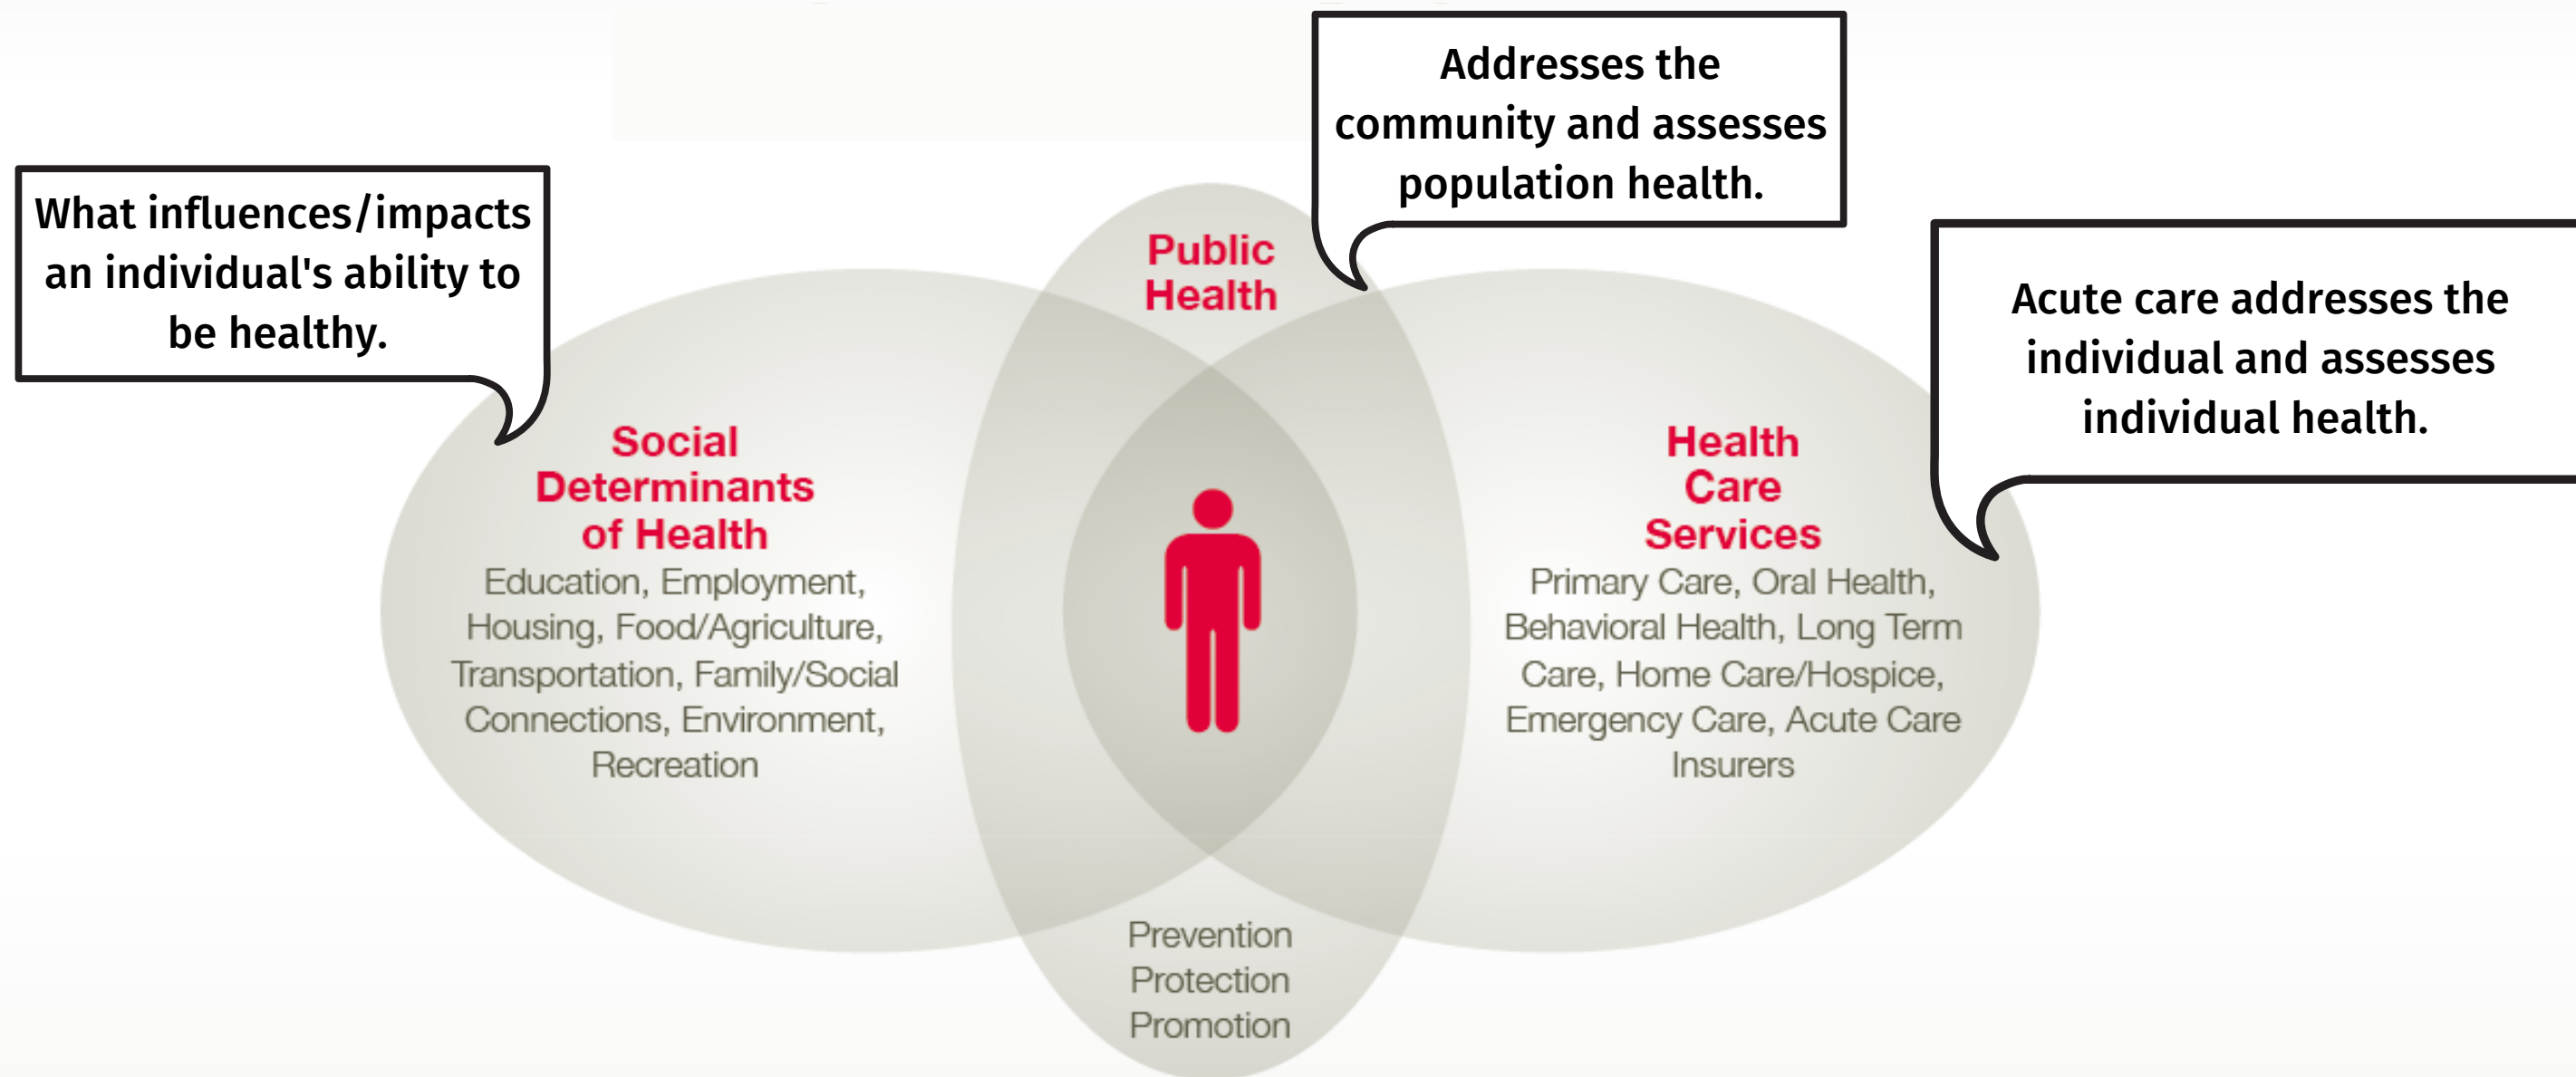 What influences/impacts
an individual's ability to
be healthy.
Addresses the
community and assesses
population health.
Acute care addresses the
individual and assesses
individual health.
Public
Health
Social
Determinants
of Health
Education, Employment,
Housing, Food/Agriculture,
Transportation, Family/Social
Connections, Environment,
Recreation
Health
Care
Services
Primary Care, Oral Health,
Behavioral Health, Long Term
Care, Home Care/Hospice,
Emergency Care, Acute Care
Insurers
Prevention
Protection
Promotion